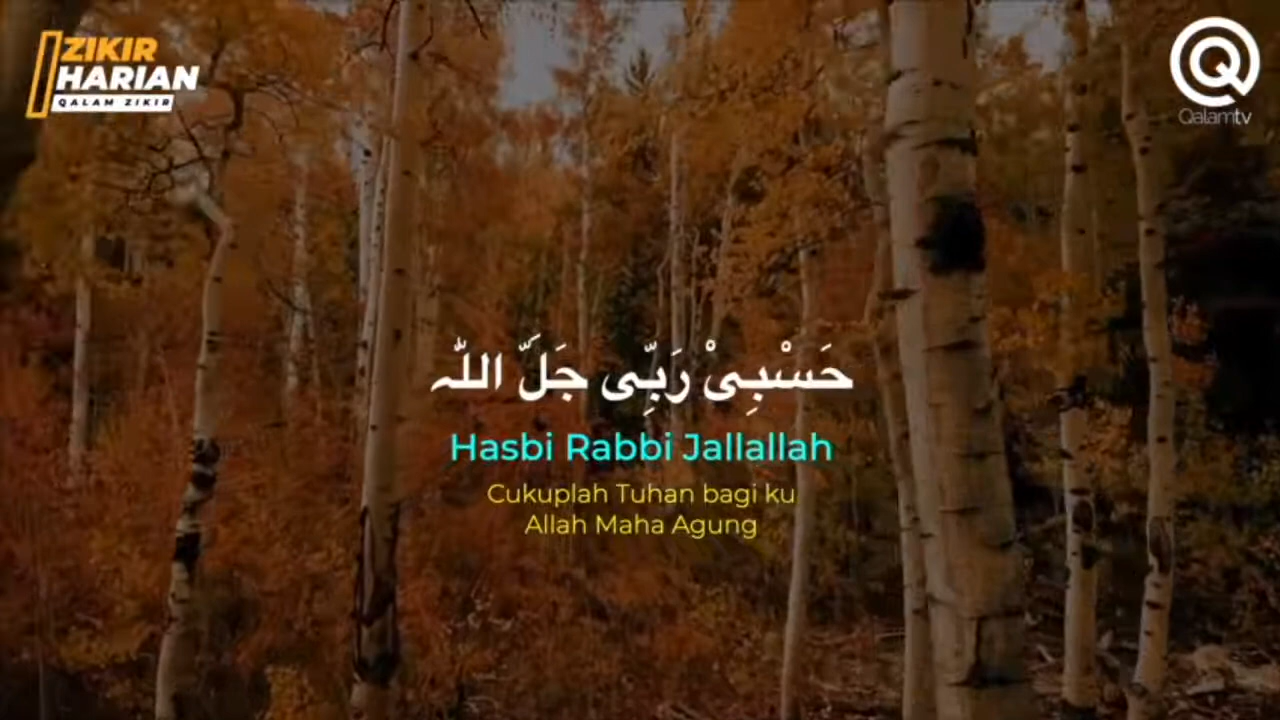 ZIKIR
HARIAN
QALAM ZIKIR
Qalamtv
حَسْبِىْ رَبِّى جَلَّ اللّٰه
Hasbi Rabbi Jallallah
Cukuplah Tuhan bagi ku
Allah Maha Agung